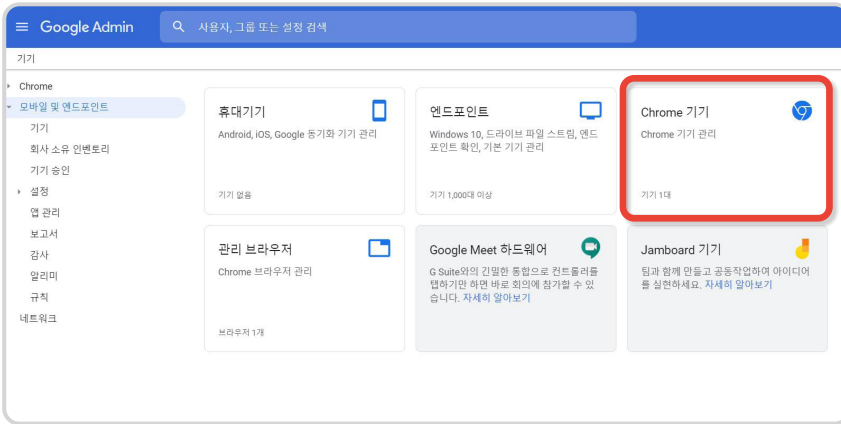 Google Admin
사용자, 그룹 또는 설정 검색
기기
Chrome
모바일 및 엔드포인트
기기
회사 소유 인벤토리
기기 승인
설정
앱 관리
보고서
감사
알리미
규칙
네트워크
휴대기기
Android, iOS, Google 동기화 기기 관리
기기 없음
엔드포인트
Windows 10, 드라이브 파일 스트림, 엔드
포인트 확인, 기본 기기 관리
기기 1,000대 이상
Chrome 기기
Chrome 기기 관리
기기 1대
관리 브라우저
Chrome 브라우저 관리
브라우저 1개
Google Meet 하드웨어
G Suite와의 긴밀한 통합으로 컨트롤러를
탭하기만 하면 바로 회의에 참가할 수 있
습니다. 자세히 알아보기
Jamboard 기기
팀과 함께 만들고 공동작업하여 아이디어
를 실현하세요. 자세히 알아보기